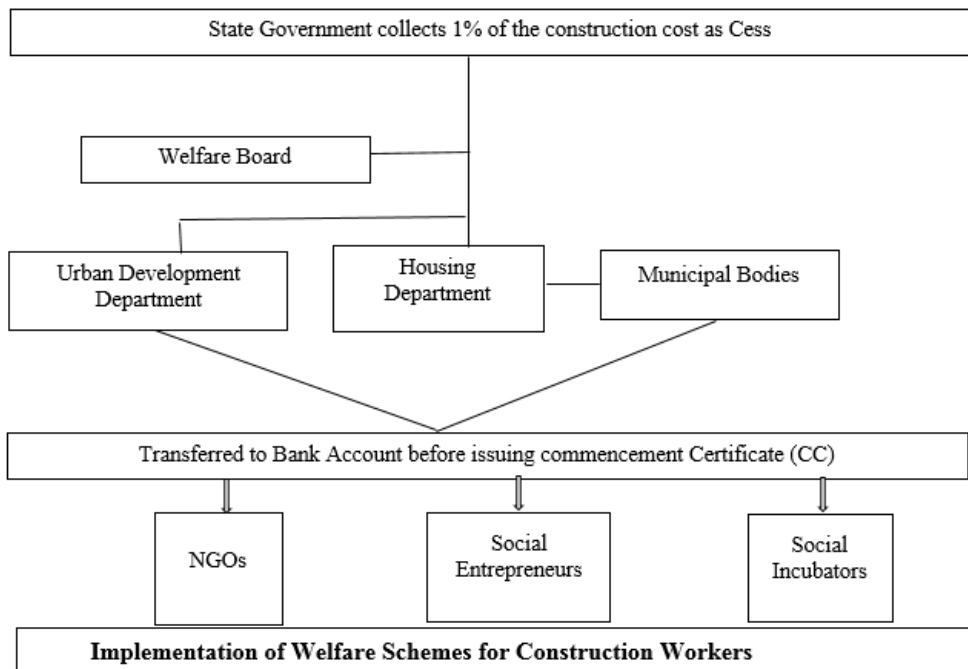 State Government collects 1% of the construction cost as Cess
Welfare Board
Urban Development
Department
Housing
Department
Municipal Bodies
Transferred to Bank Account before issuing commencement Certificate (CC)
NGOs
Social
Entrepreneurs
Social
Incubators
Implementation of Welfare Schemes for Construction Workers